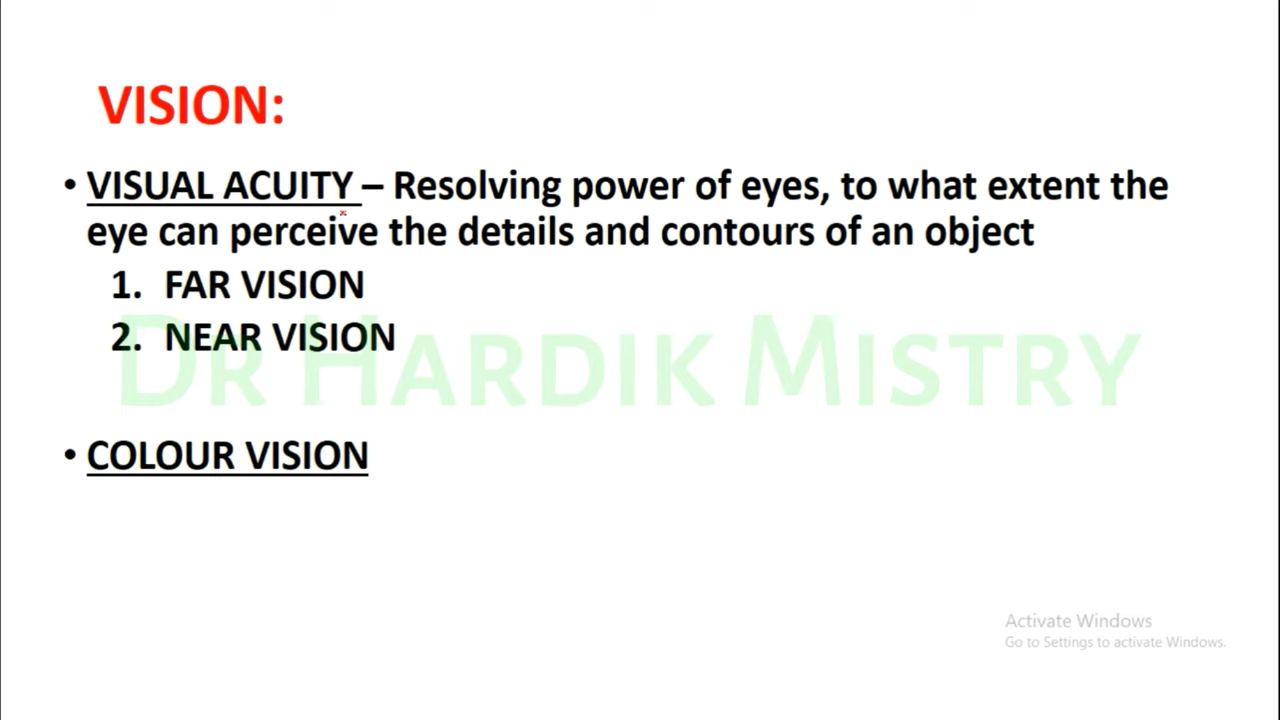 VISION:
• VISUAL ACUITY – Resolving power of eyes, to what extent the
eye can perceive the details and contours of an object
1. FAR VISION
2. NEAR VISION
DR HARDIK MISTRY
• COLOUR VISION
Activate Windows
Go to Settings to activate Windows.